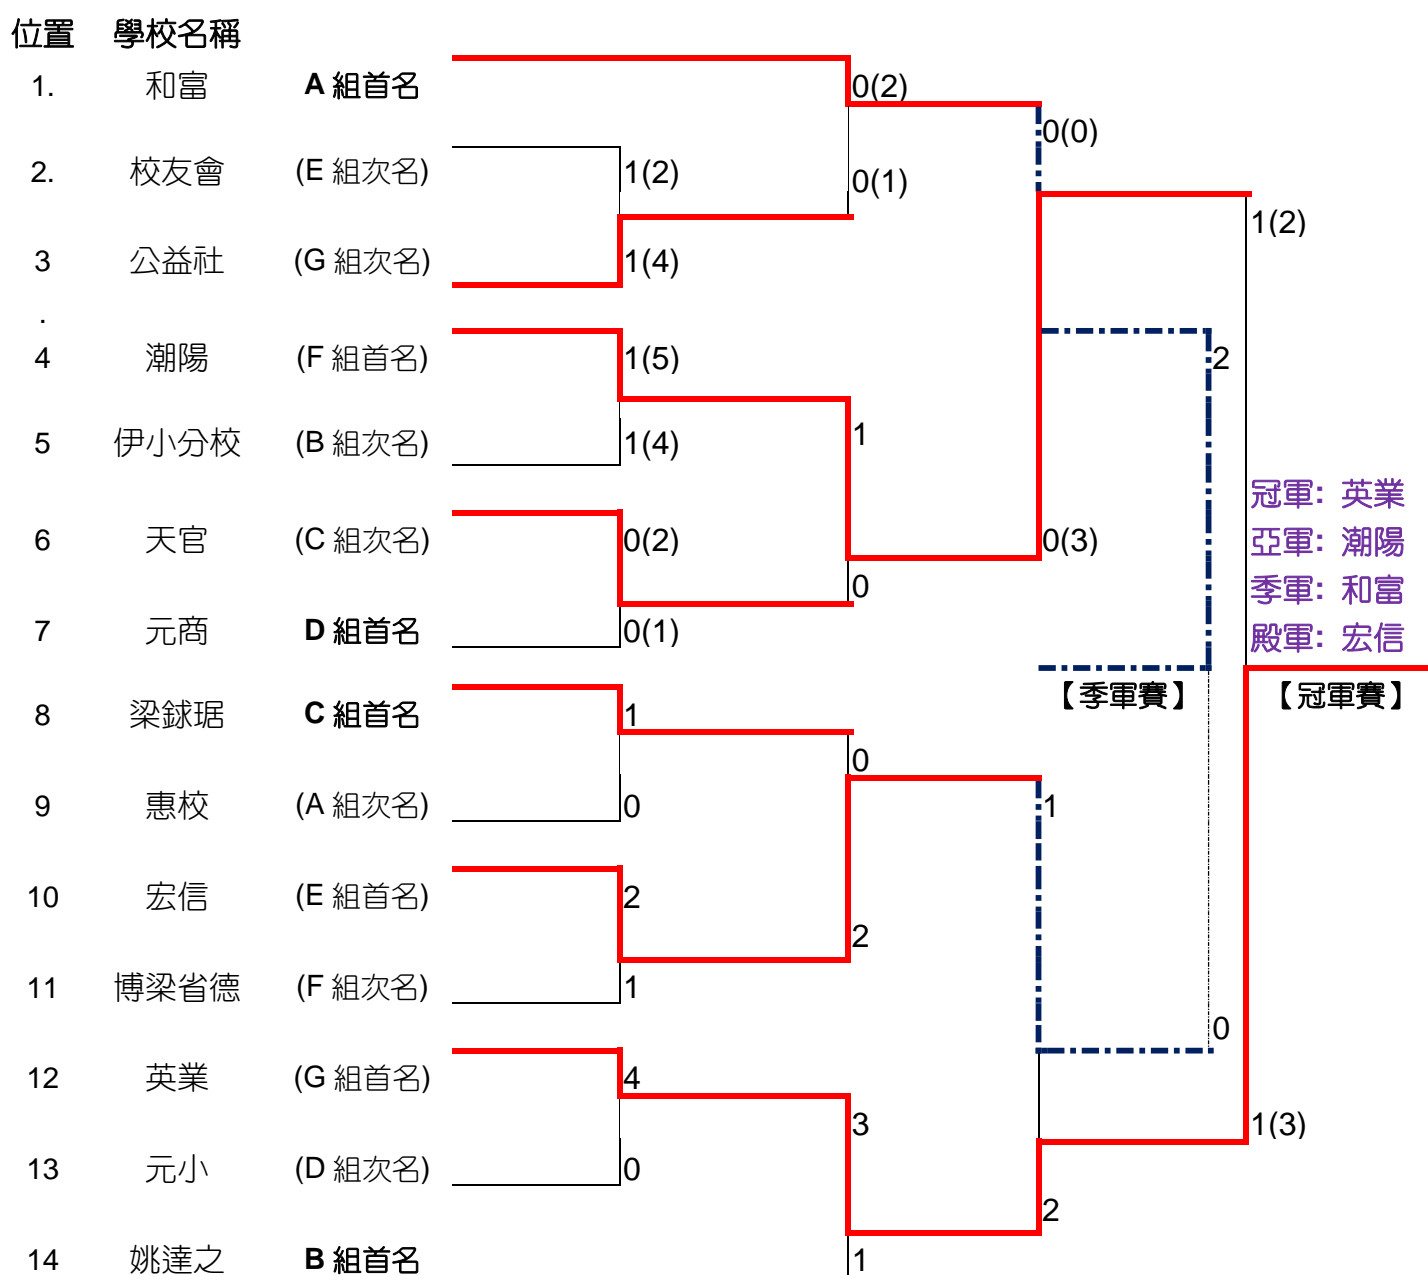 位置 學校名稱
1. 和富 A 組首名
0(2)
0(0)
2. 校友會 (E 組次名)
1(2)
0(1)
1(2)
3 公益社 (G 組次名)
1(4)
.
4 潮陽 (F 組首名)
1(5)
2
5 伊小分校 (B 組次名)
1(4)
1
冠軍: 英業
6 天官 (C 組次名)
0(2)
0(3)
亞軍: 潮陽
0
季軍: 和富
7 元商 D 組首名
0(1)
殿軍: 宏信
【季軍賽】 【冠軍賽】
8 梁銶琚 C 組首名
1
0
9 惠校 (A 組次名)
0
1
10 宏信 (E 組首名)
2
2
11 博梁省德 (F 組次名)
1
0
12 英業 (G 組首名)
4
3
1(3)
13 元小 (D 組次名)
0
2
14 姚達之 B 組首名
1